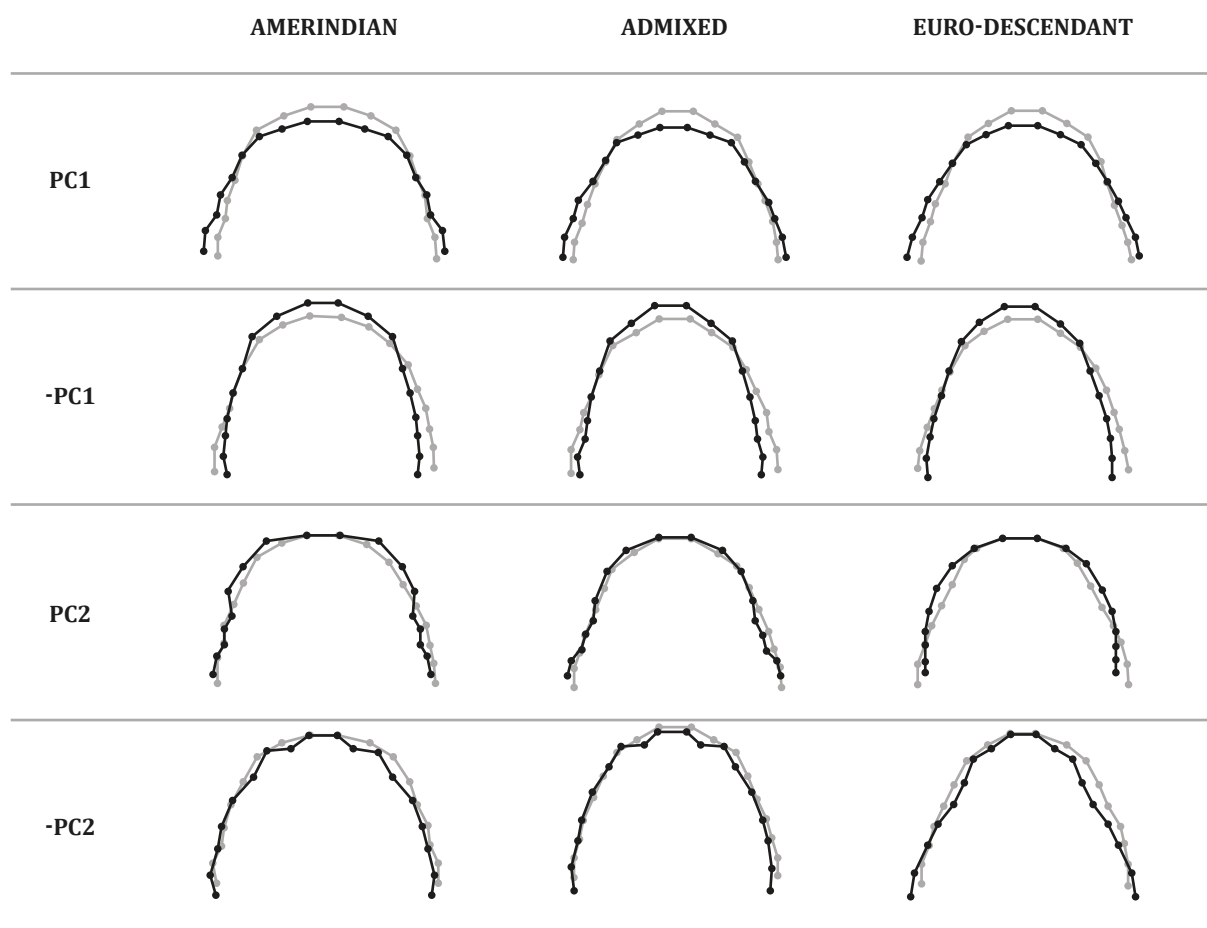 AMERINDIAN ADMIXED EURO-DESCENDANT
PC1
-PC1
PC2
-PC2